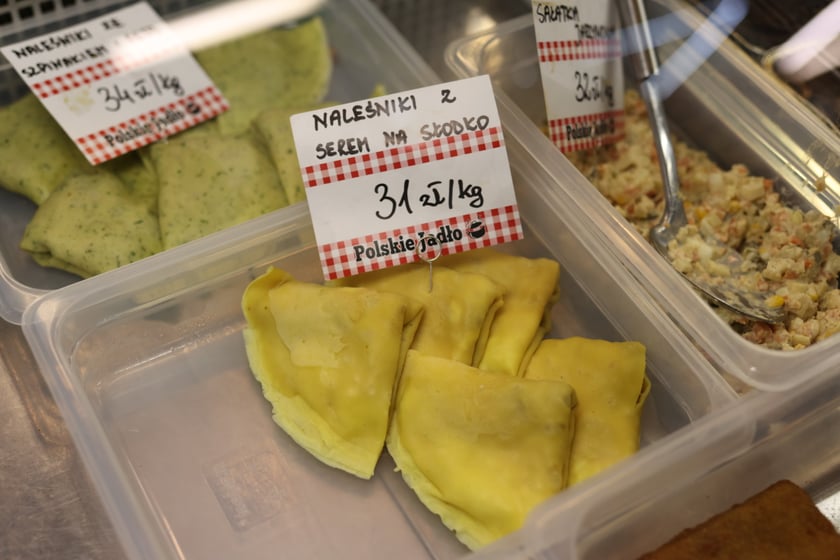 NALEŚNIKI ZE
SZPINAKIEM
34 zł/kg
Polskie jadło
NALEŚNIKI Z
SEREM NA SŁODKO
31 zł/kg
Polskie jadło
SAŁATKA
JARZYNOWA
32 zł/kg
Polskie jadło